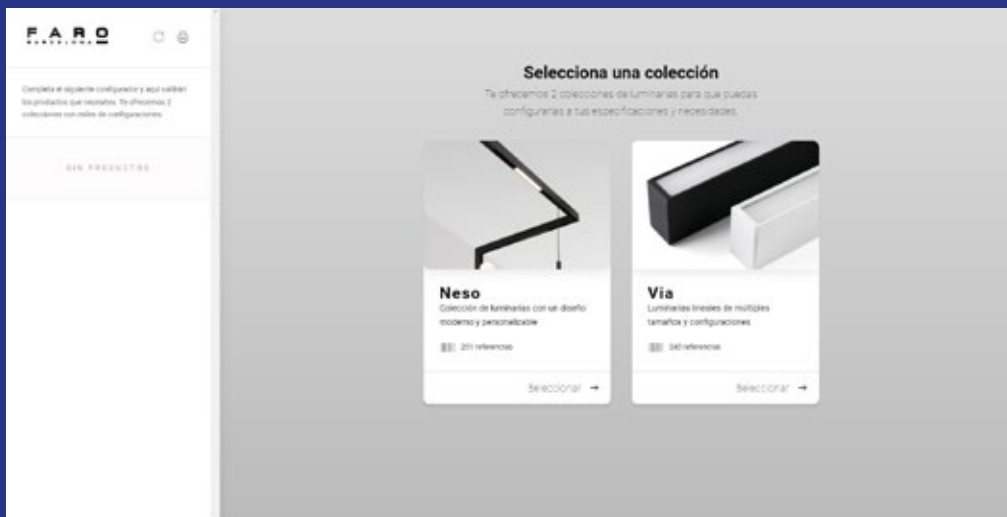 FARO
BARCELONA
Completa el siguiente configurador y aquí saldrán
los productos que necesites. Te ofrecemos 2
colecciones con miles de configuraciones.
SIN PRODUCTOS
Selecciona una colección
Te ofrecemos 2 colecciones de luminarias para que puedas
configurarlas a tus especificaciones y necesidades.
Neso
Colección de luminarias con un diseño
moderno y personalizable
201 referencias
Seleccionar →
Via
Luminarias lineales de múltiples
tamaños y configuraciones
referencias
Seleccionar →